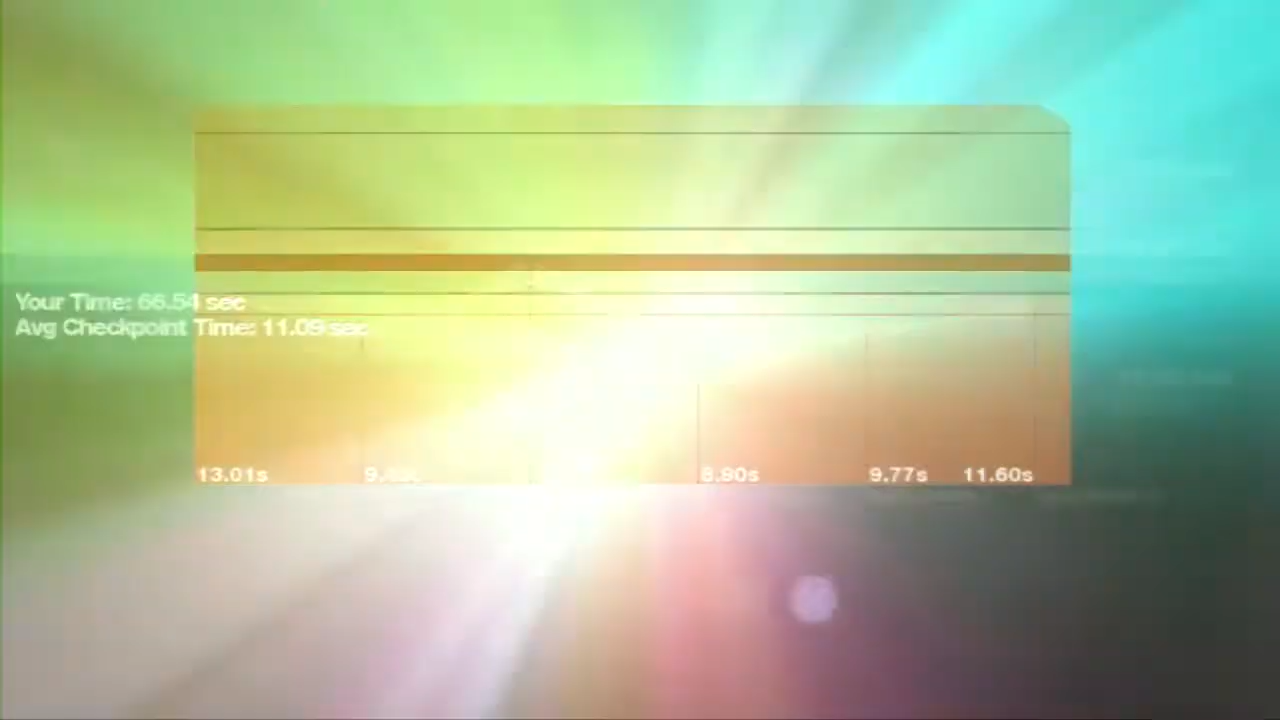 Your Time: 66.54 sec
Avg Checkpoint Time: 11.09 sec
13.01s
8.80s
9.77s
11.60s